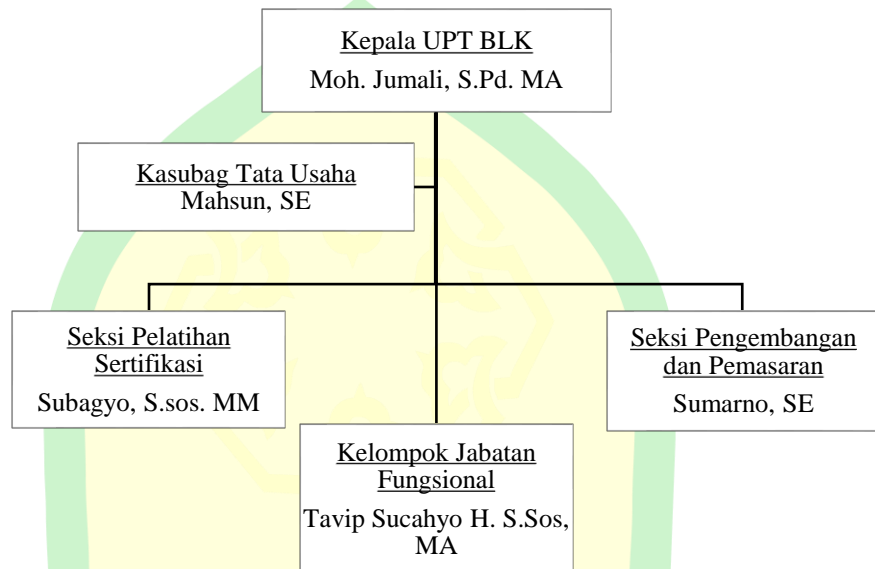 Kepala UPT BLK
Moh. Jumali, S.Pd. MA
Kasubag Tata Usaha
Mahsun, SE
Seksi Pelatihan
Sertifikasi
Subagyo, S.sos. MM
Seksi Pengembangan
dan Pemasaran
Sumarno, SE
Kelompok Jabatan
Fungsional
Tavip Sucahyo H. S.Sos,
MA